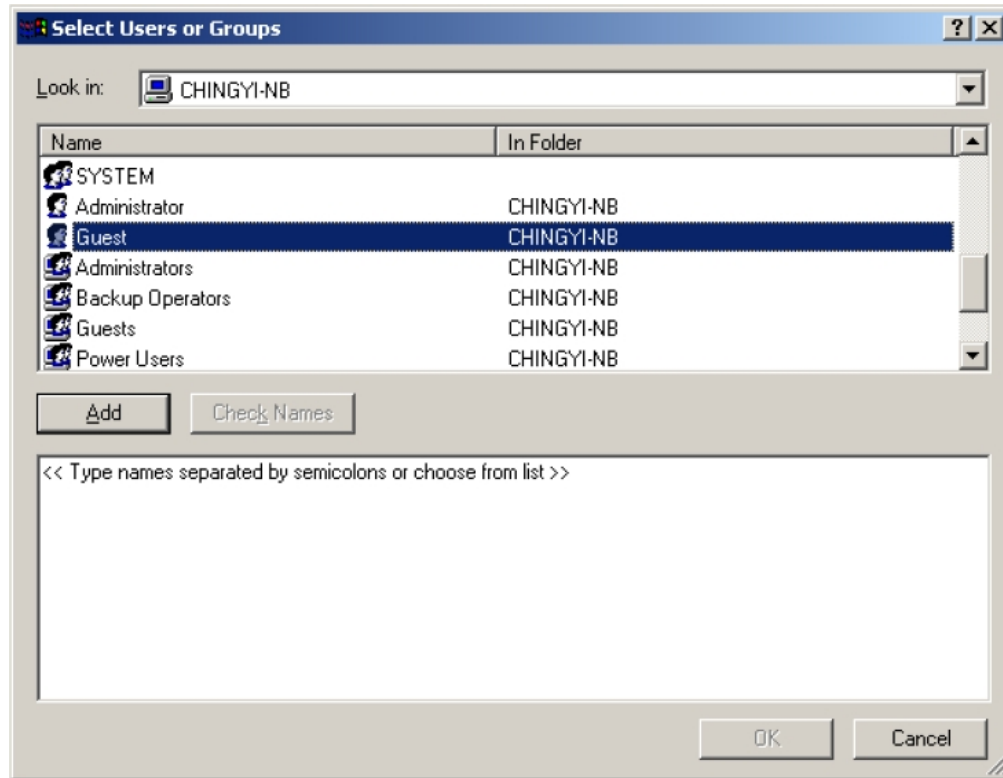 Select Users or Groups
Look in: CHINGYI-NB
Name In Folder
SYSTEM
Administrator CHINGYI-NB
Guest CHINGYI-NB
Administrators CHINGYI-NB
Backup Operators CHINGYI-NB
Guests CHINGYI-NB
Power Users CHINGYI-NB
Add Check Names
<< Type names separated by semicolons or choose from list >>
OK Cancel